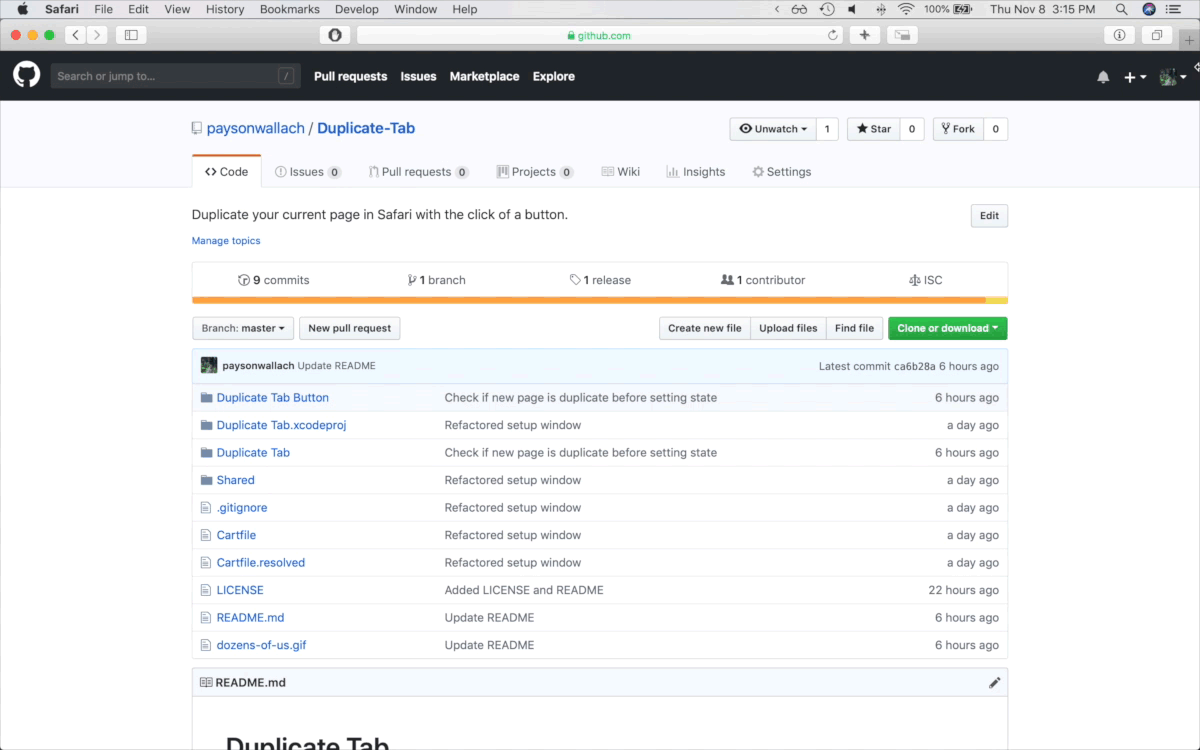 Safari File Edit View History Bookmarks Develop Window Help 100% Thu Nov 8 3:15 PM
github.com
Search or jump to... / Pull requests Issues Marketplace Explore
paysonwallach / Duplicate-Tab Unwatch 1 Star 0 Fork 0
Code Issues 0 Pull requests 0 Projects 0 Wiki Insights Settings
Duplicate your current page in Safari with the click of a button. Edit
Manage topics
9 commits 1 branch 1 release 1 contributor ISC
Branch: master New pull request Create new file Upload files Find file Clone or download
paysonwallach Update README Latest commit ca6b28a 6 hours ago
Duplicate Tab Button Check if new page is duplicate before setting state 6 hours ago
Duplicate Tab.xcodeproj Refactored setup window a day ago
Duplicate Tab Check if new page is duplicate before setting state 6 hours ago
Shared Refactored setup window a day ago
.gitignore Refactored setup window a day ago
Cartfile Refactored setup window a day ago
Cartfile.resolved Refactored setup window a day ago
LICENSE Added LICENSE and README 22 hours ago
README.md Update README 6 hours ago
dozens-of-us.gif Update README 6 hours ago
README.md
Duplicate Tab